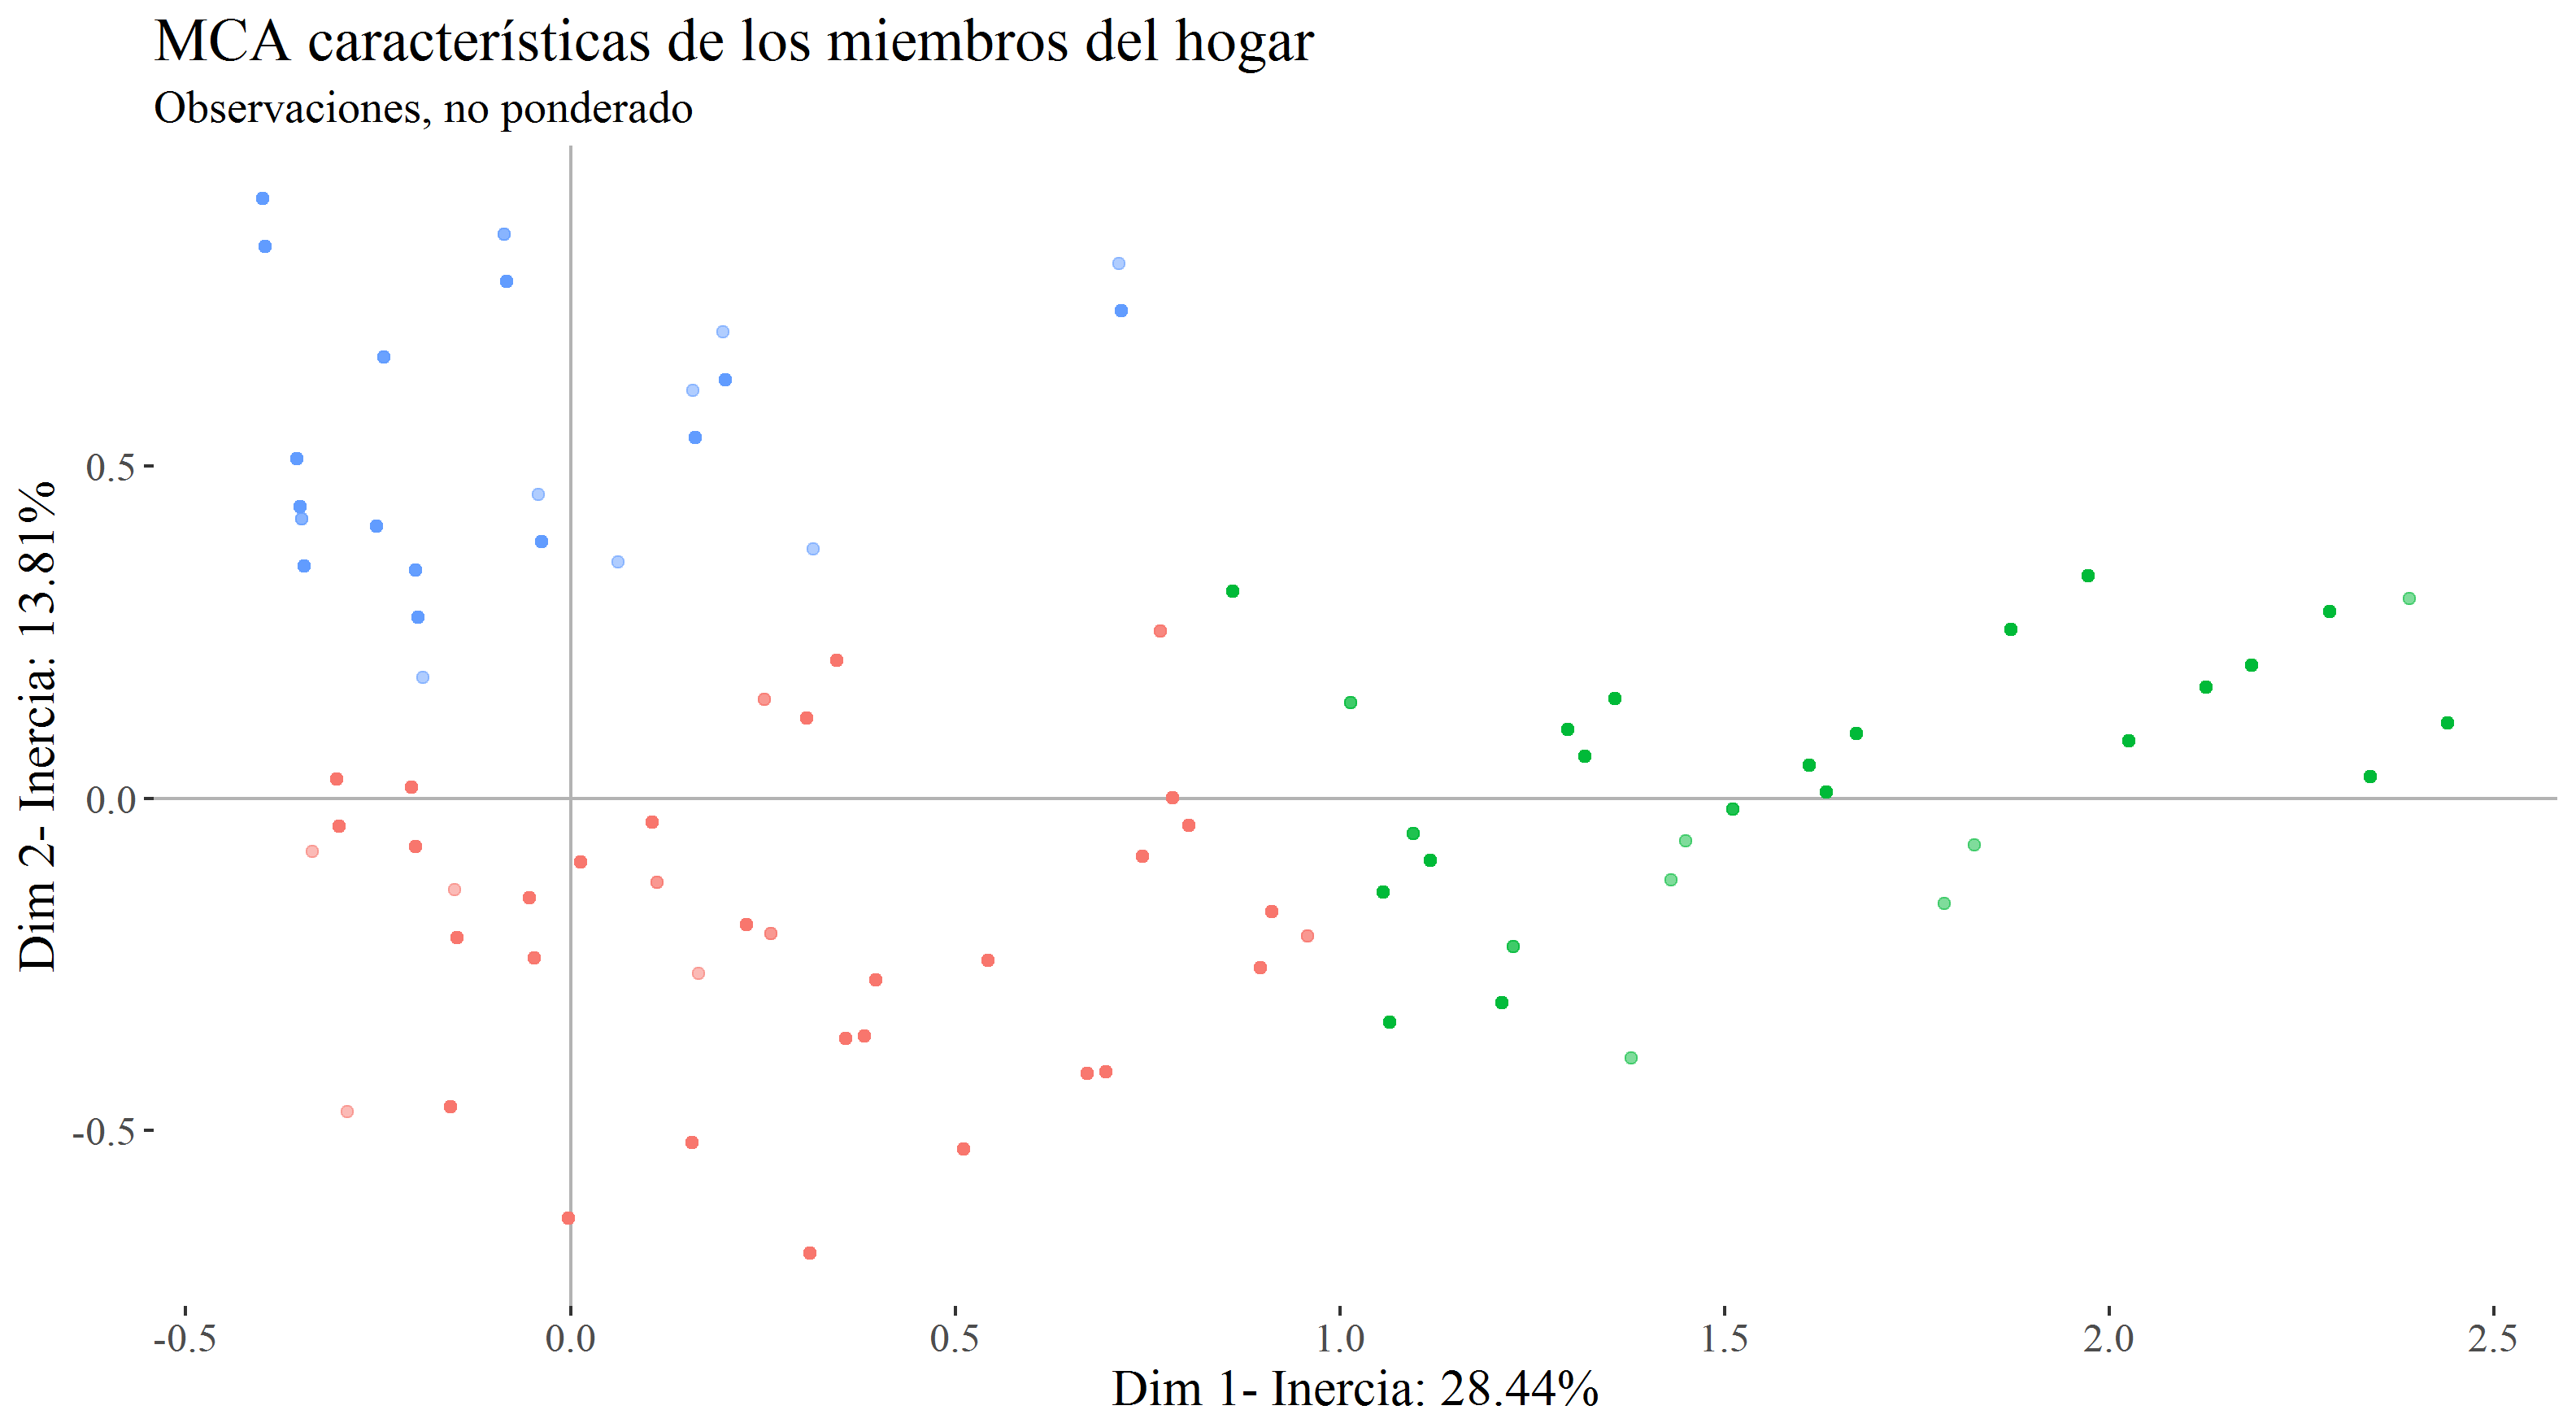 MCA características de los miembros del hogar
Observaciones, no ponderado
Dim 2- Inercia: 13.81%
0.5
0.0
-0.5
-0.5 0.0 0.5 1.0 1.5 2.0 2.5
Dim 1- Inercia: 28.44%